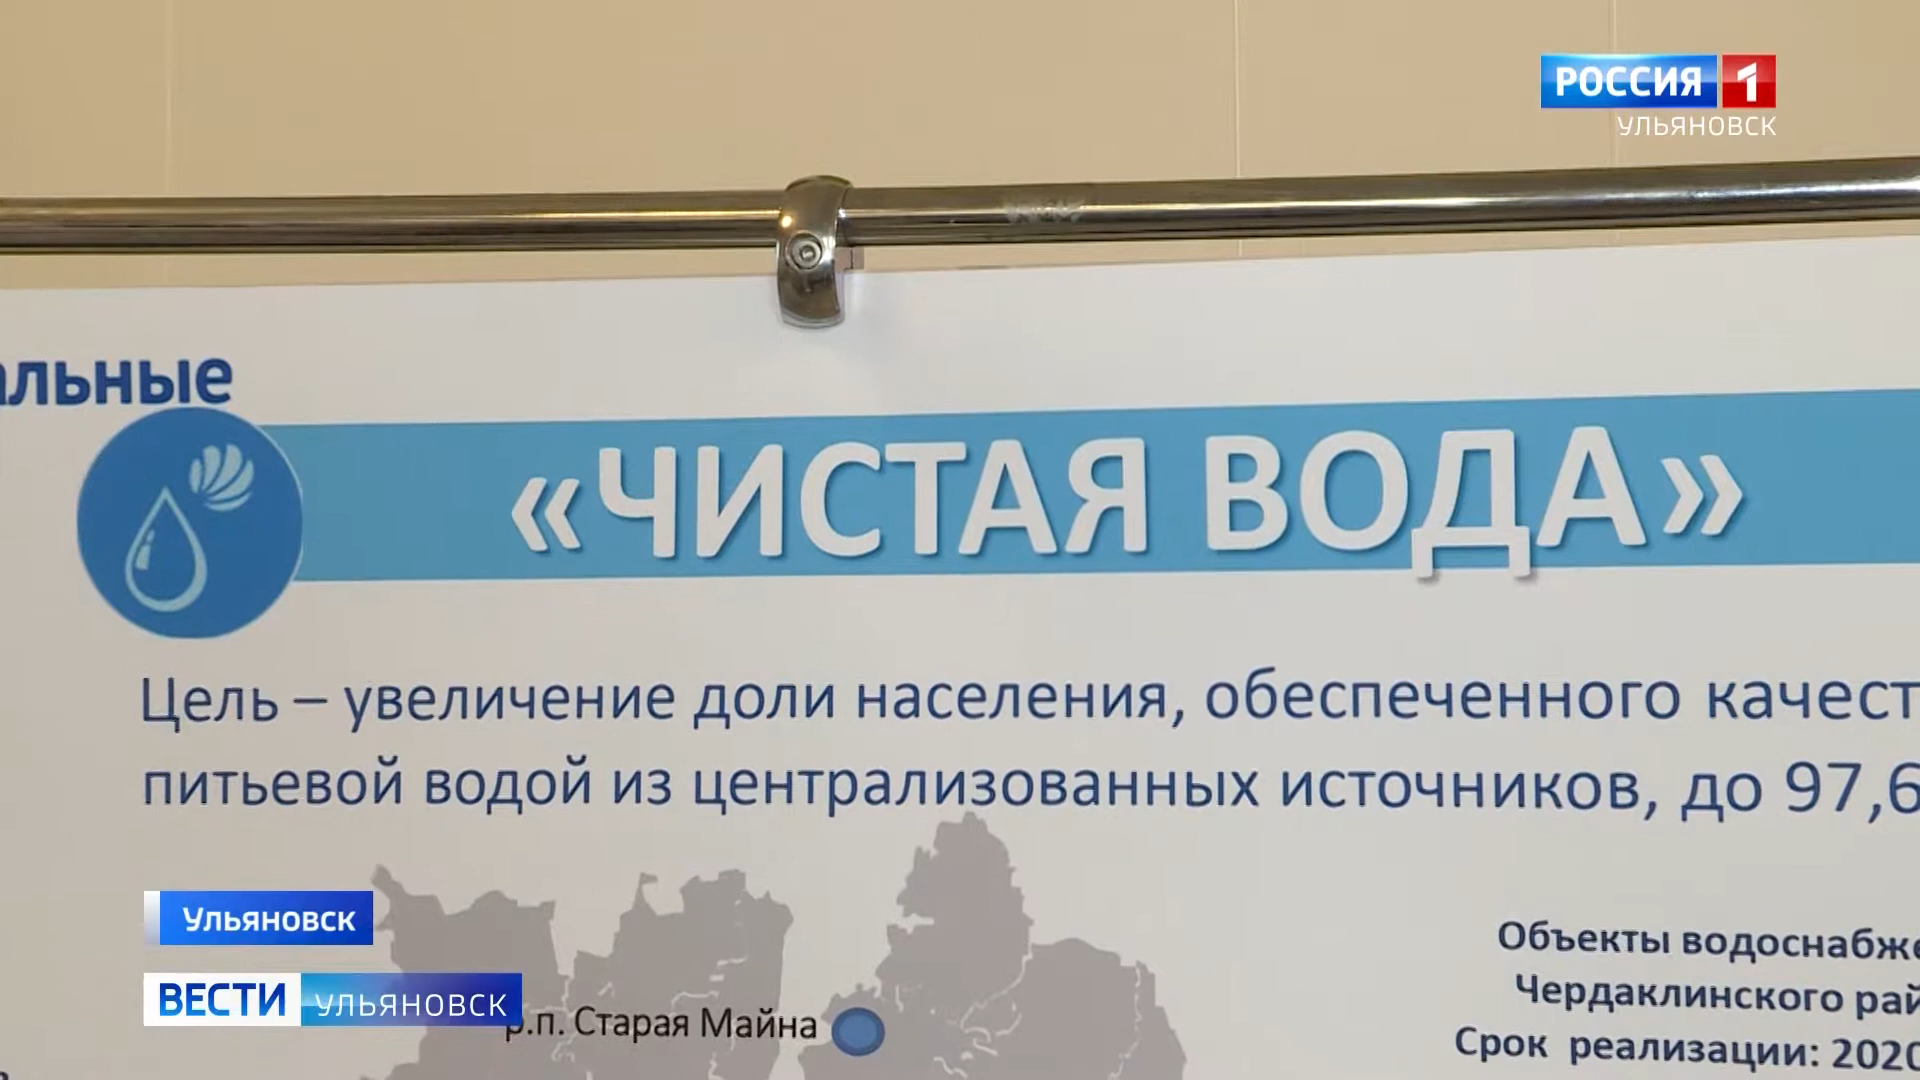 РОССИЯ 1
УЛЬЯНОВСК
альные
«ЧИСТАЯ ВОДА»
Цель – увеличение доли населения, обеспеченного качест
питьевой водой из централизованных источников, до 97,6
Объекты водоснабже
Чердаклинского рай
Срок реализации: 2020
р.п. Старая Майна
Ульяновск
ВЕСТИ УЛЬЯНОВСК